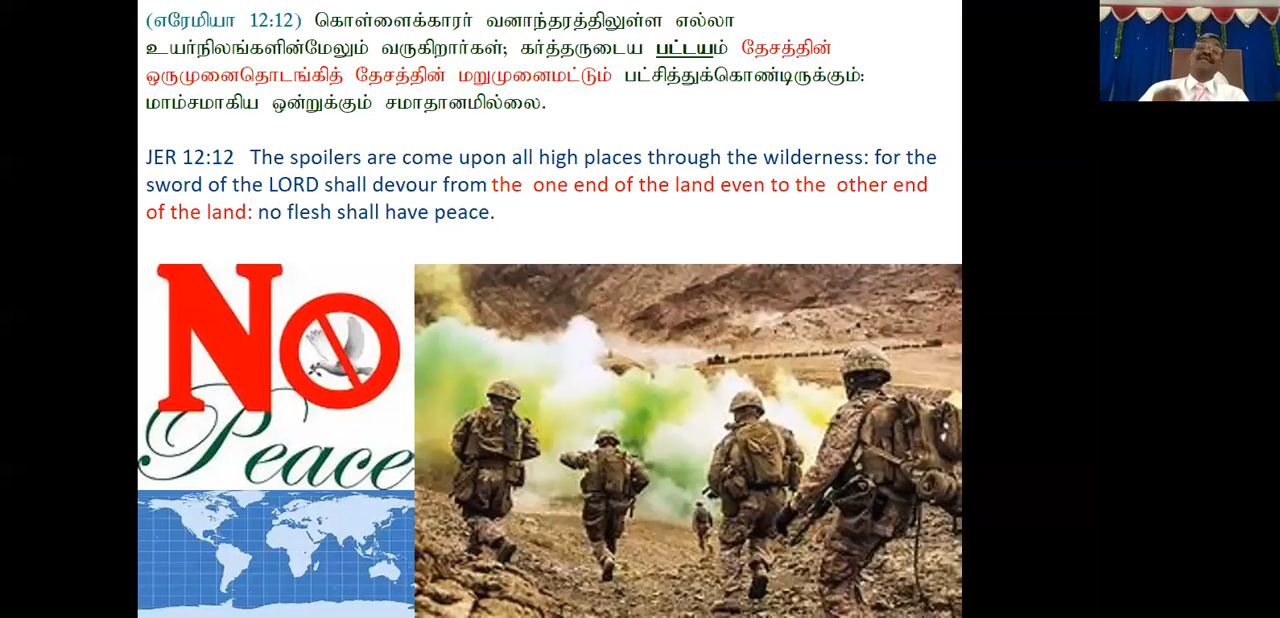 (எரேமியா 12:12) கொள்ளைக்காரர் வனாந்தரத்திலுள்ள எல்லா
உயர்நிலங்களின்மேலும் வருகிறார்கள்; கர்த்தருடைய பட்டயம் தேசத்தின்
ஒருமுனைதொடங்கித் தேசத்தின் மறுமுனைமட்டும் பட்சித்துக்கொண்டிருக்கும்:
மாம்சமாகிய ஒன்றுக்கும் சமாதானமில்லை.
JER 12:12 The spoilers are come upon all high places through the wilderness: for the
sword of the LORD shall devour from the one end of the land even to the other end
of the land: no flesh shall have peace.
No
Peace